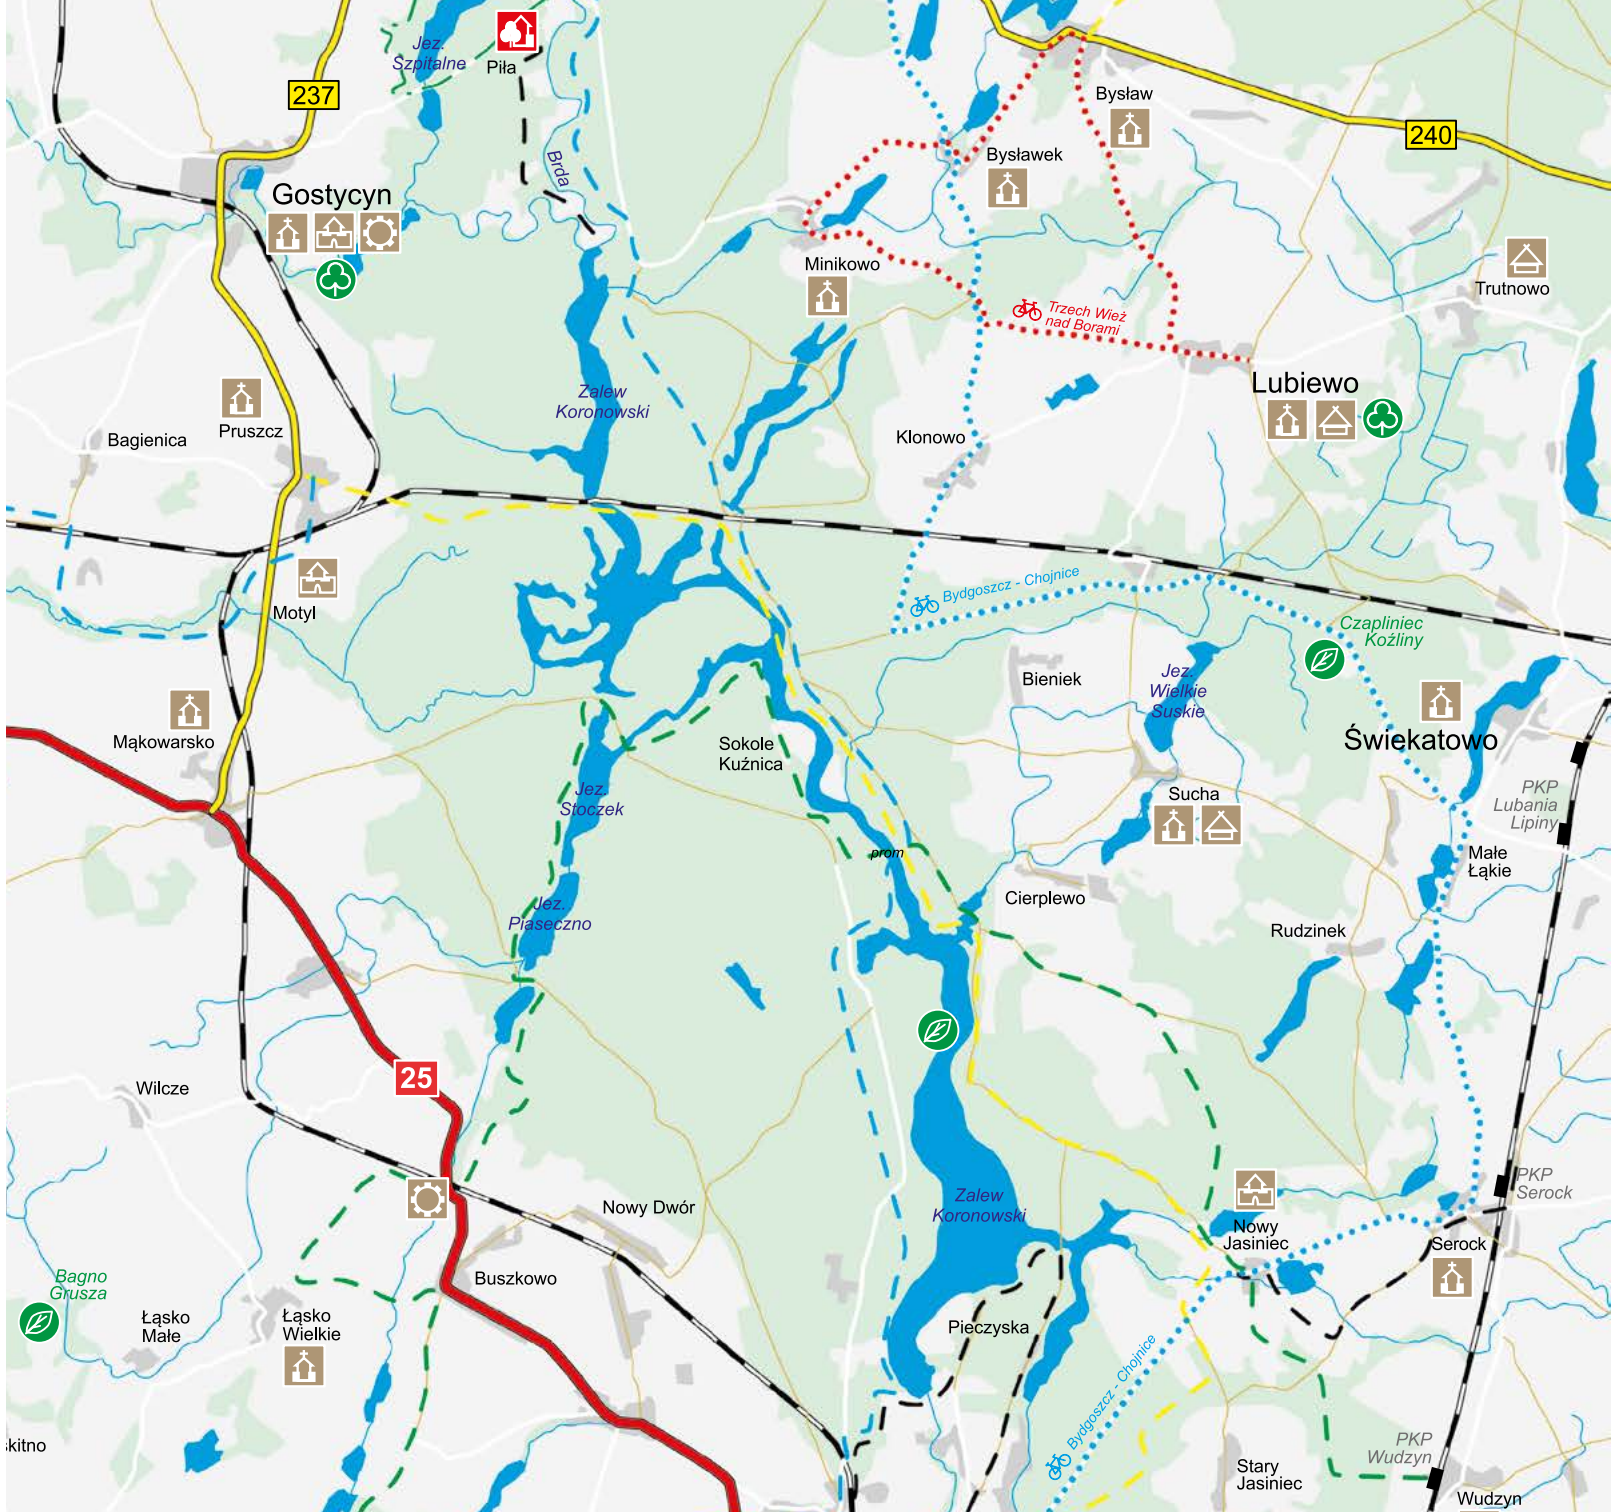 Jez.
Szpitalne
Piła
237
Bysław
240
Brda
Bysławek
Gostycyn
Minikowo
Trutnowo
Trzech Wież
nad Borami
Zalew
Koronowski
Lubiewo
Pruszcz
Bagienica
Klonowo
Motyl
Bydgoszcz - Chojnice
Czapliniec
Koźliny
Bieniek
Jez.
Wielkie
Suskie
Mąkowarsko
Sokole
Kuźnica
Świekatowo
Jez.
Stoczek
Sucha
PKP
Lubania
Lipiny
prom
Małe
Łąkie
Cierplewo
Jez.
Piaseczno
Rudzinek
25
Wilcze
PKP
Serock
Nowy Dwór
Zalew
Koronowski
Nowy
Jasiniec
Serock
Bagno
Grusza
Buszkowo
Łąsko
Małe
Łąsko
Wielkie
Pieczyska
Bydgoszcz - Chojnice
skitno
PKP
Wudzyn
Stary
Jasiniec
Wudzyn